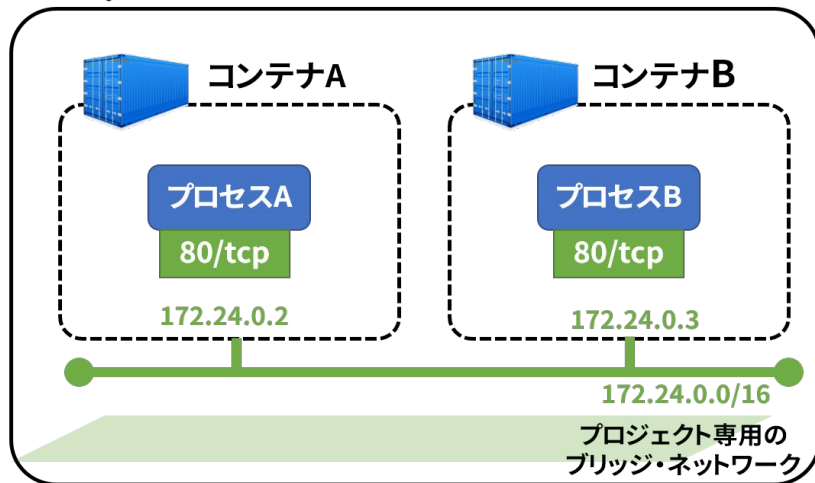 コンテナA
コンテナB
プロセスA
プロセスB
80/tcp
80/tcp
172.24.0.2
172.24.0.3
172.24.0.0/16
プロジェクト専用の
ブリッジ・ネットワーク